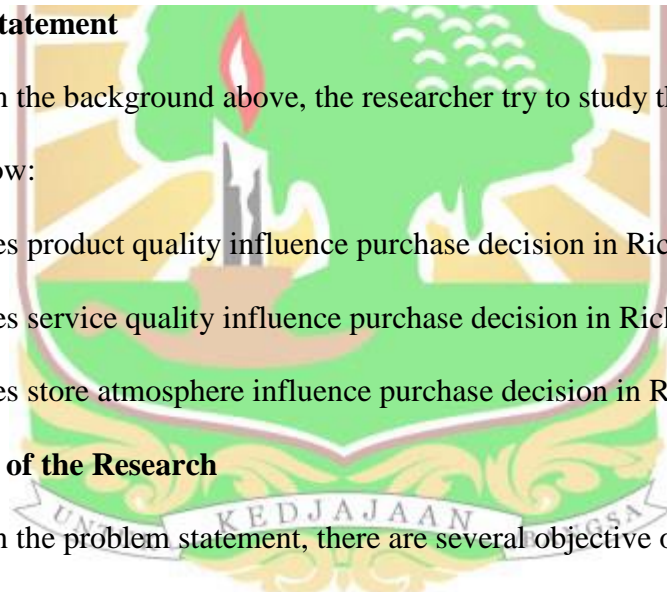 tatement
n the background above, the researcher try to study th
ow:
es product quality influence purchase decision in Ric
es service quality influence purchase decision in Rich
es store atmosphere influence purchase decision in R
of the Research
UNTUK KEDJAJAAN BANGSA
n the problem statement, there are several objective o